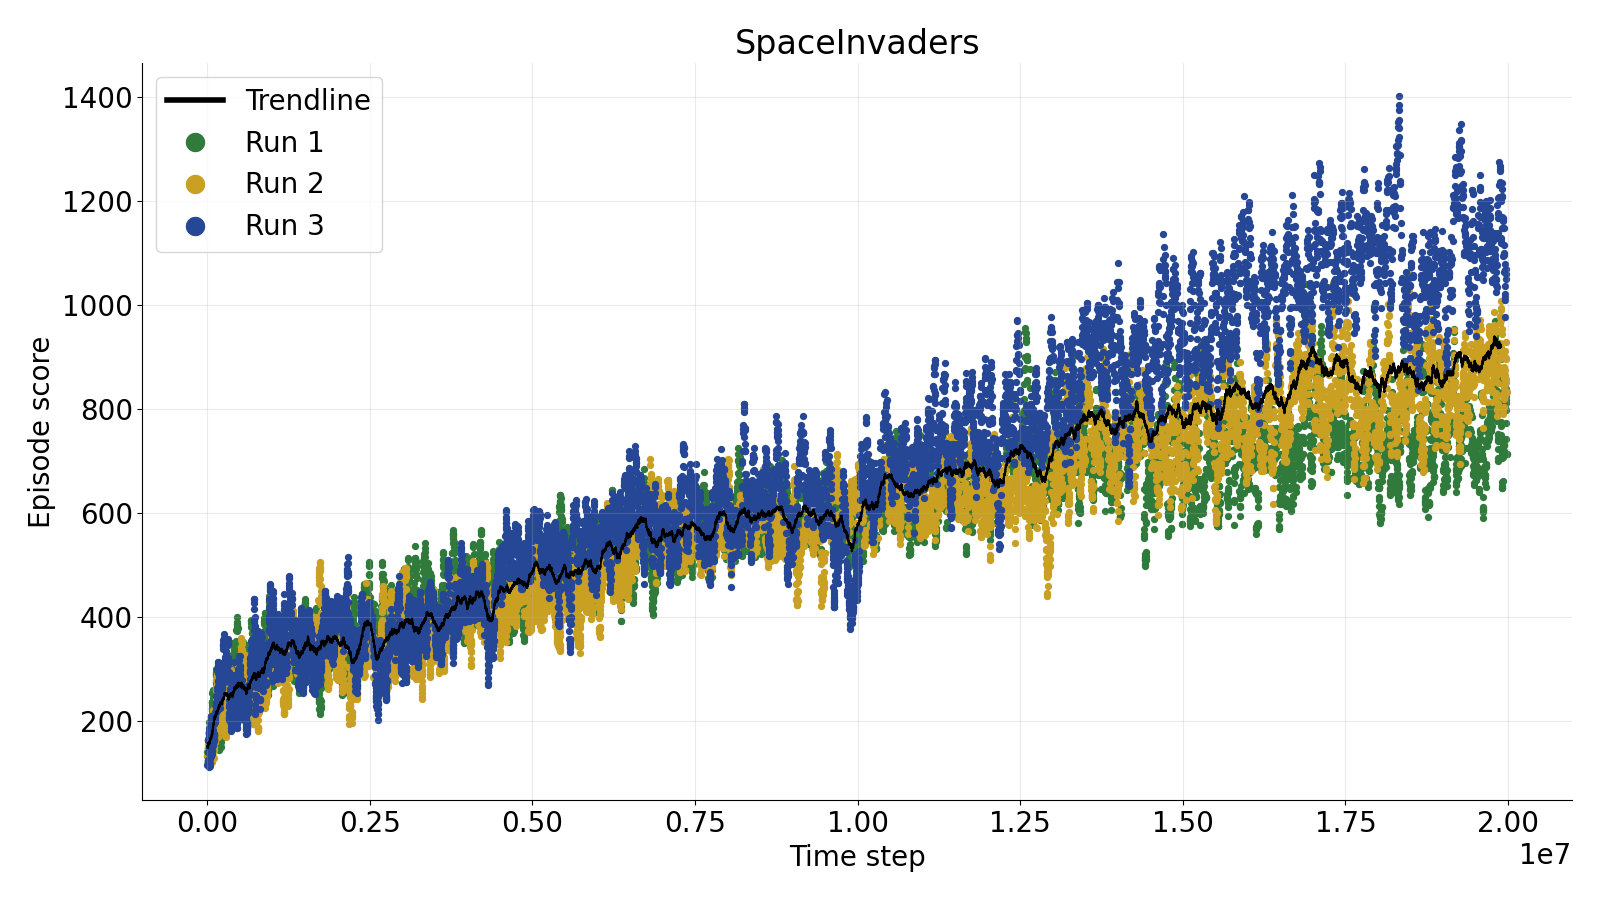 SpaceInvaders
Trendline
Run 1
Run 2
Run 3
1400
1200
1000
800
600
400
200
Episode score
0.00 0.25 0.50 0.75 1.00 1.25 1.50 1.75 2.00
1e7
Time step